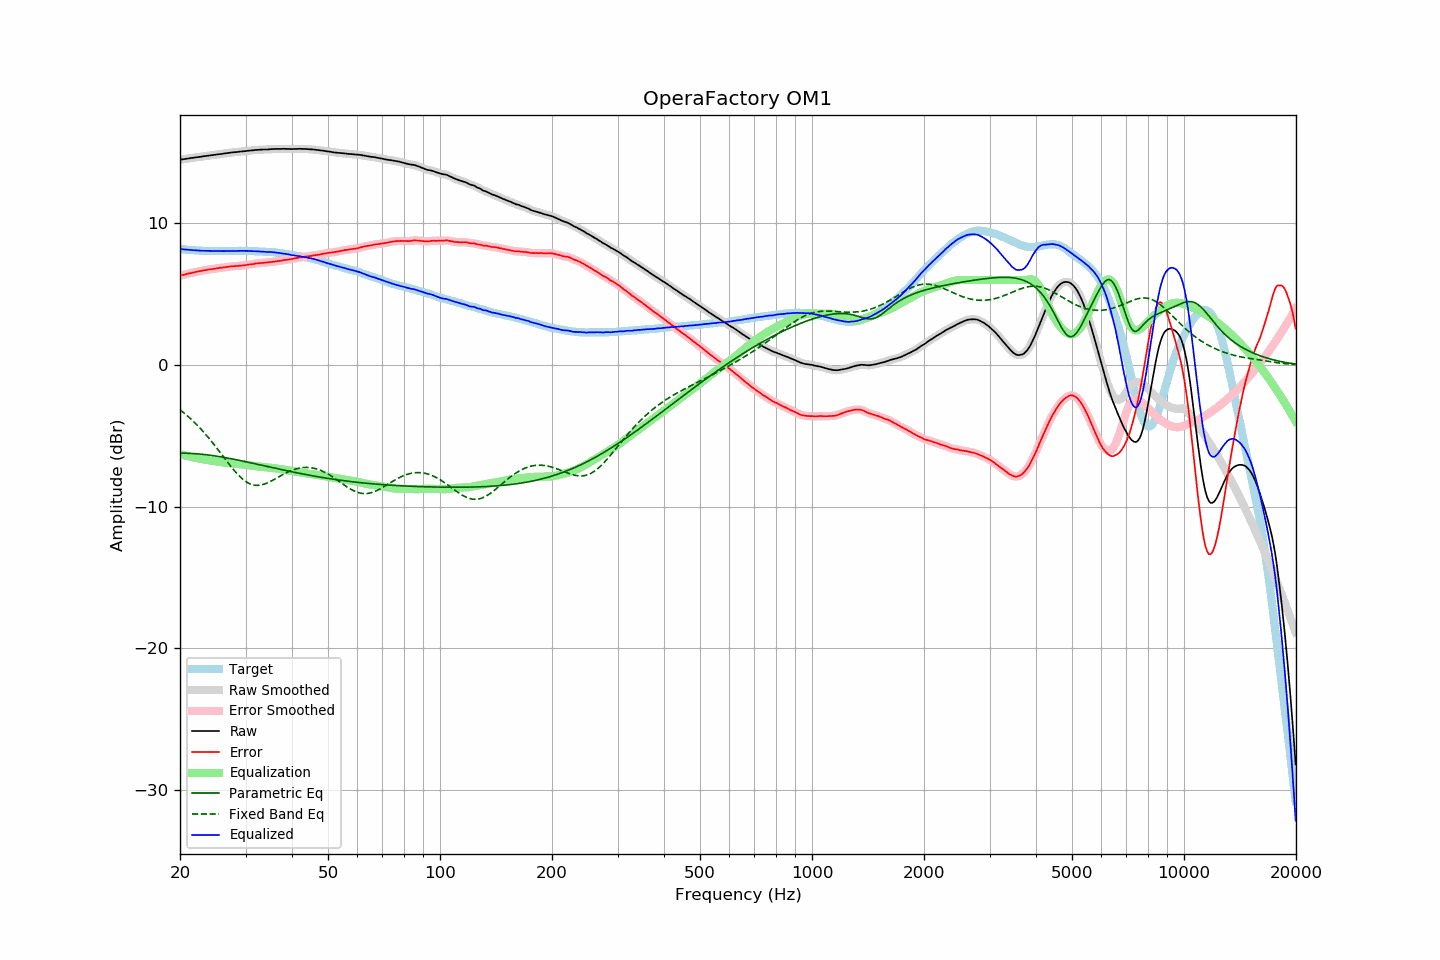 OperaFactory OM1
Amplitude (dBr)
10
0
−10
−20
−30
Target
Raw Smoothed
Error Smoothed
Raw
Error
Equalization
Parametric Eq
Fixed Band Eq
Equalized
20 50 100 200 500 1000 2000 5000 10000 20000
Frequency (Hz)